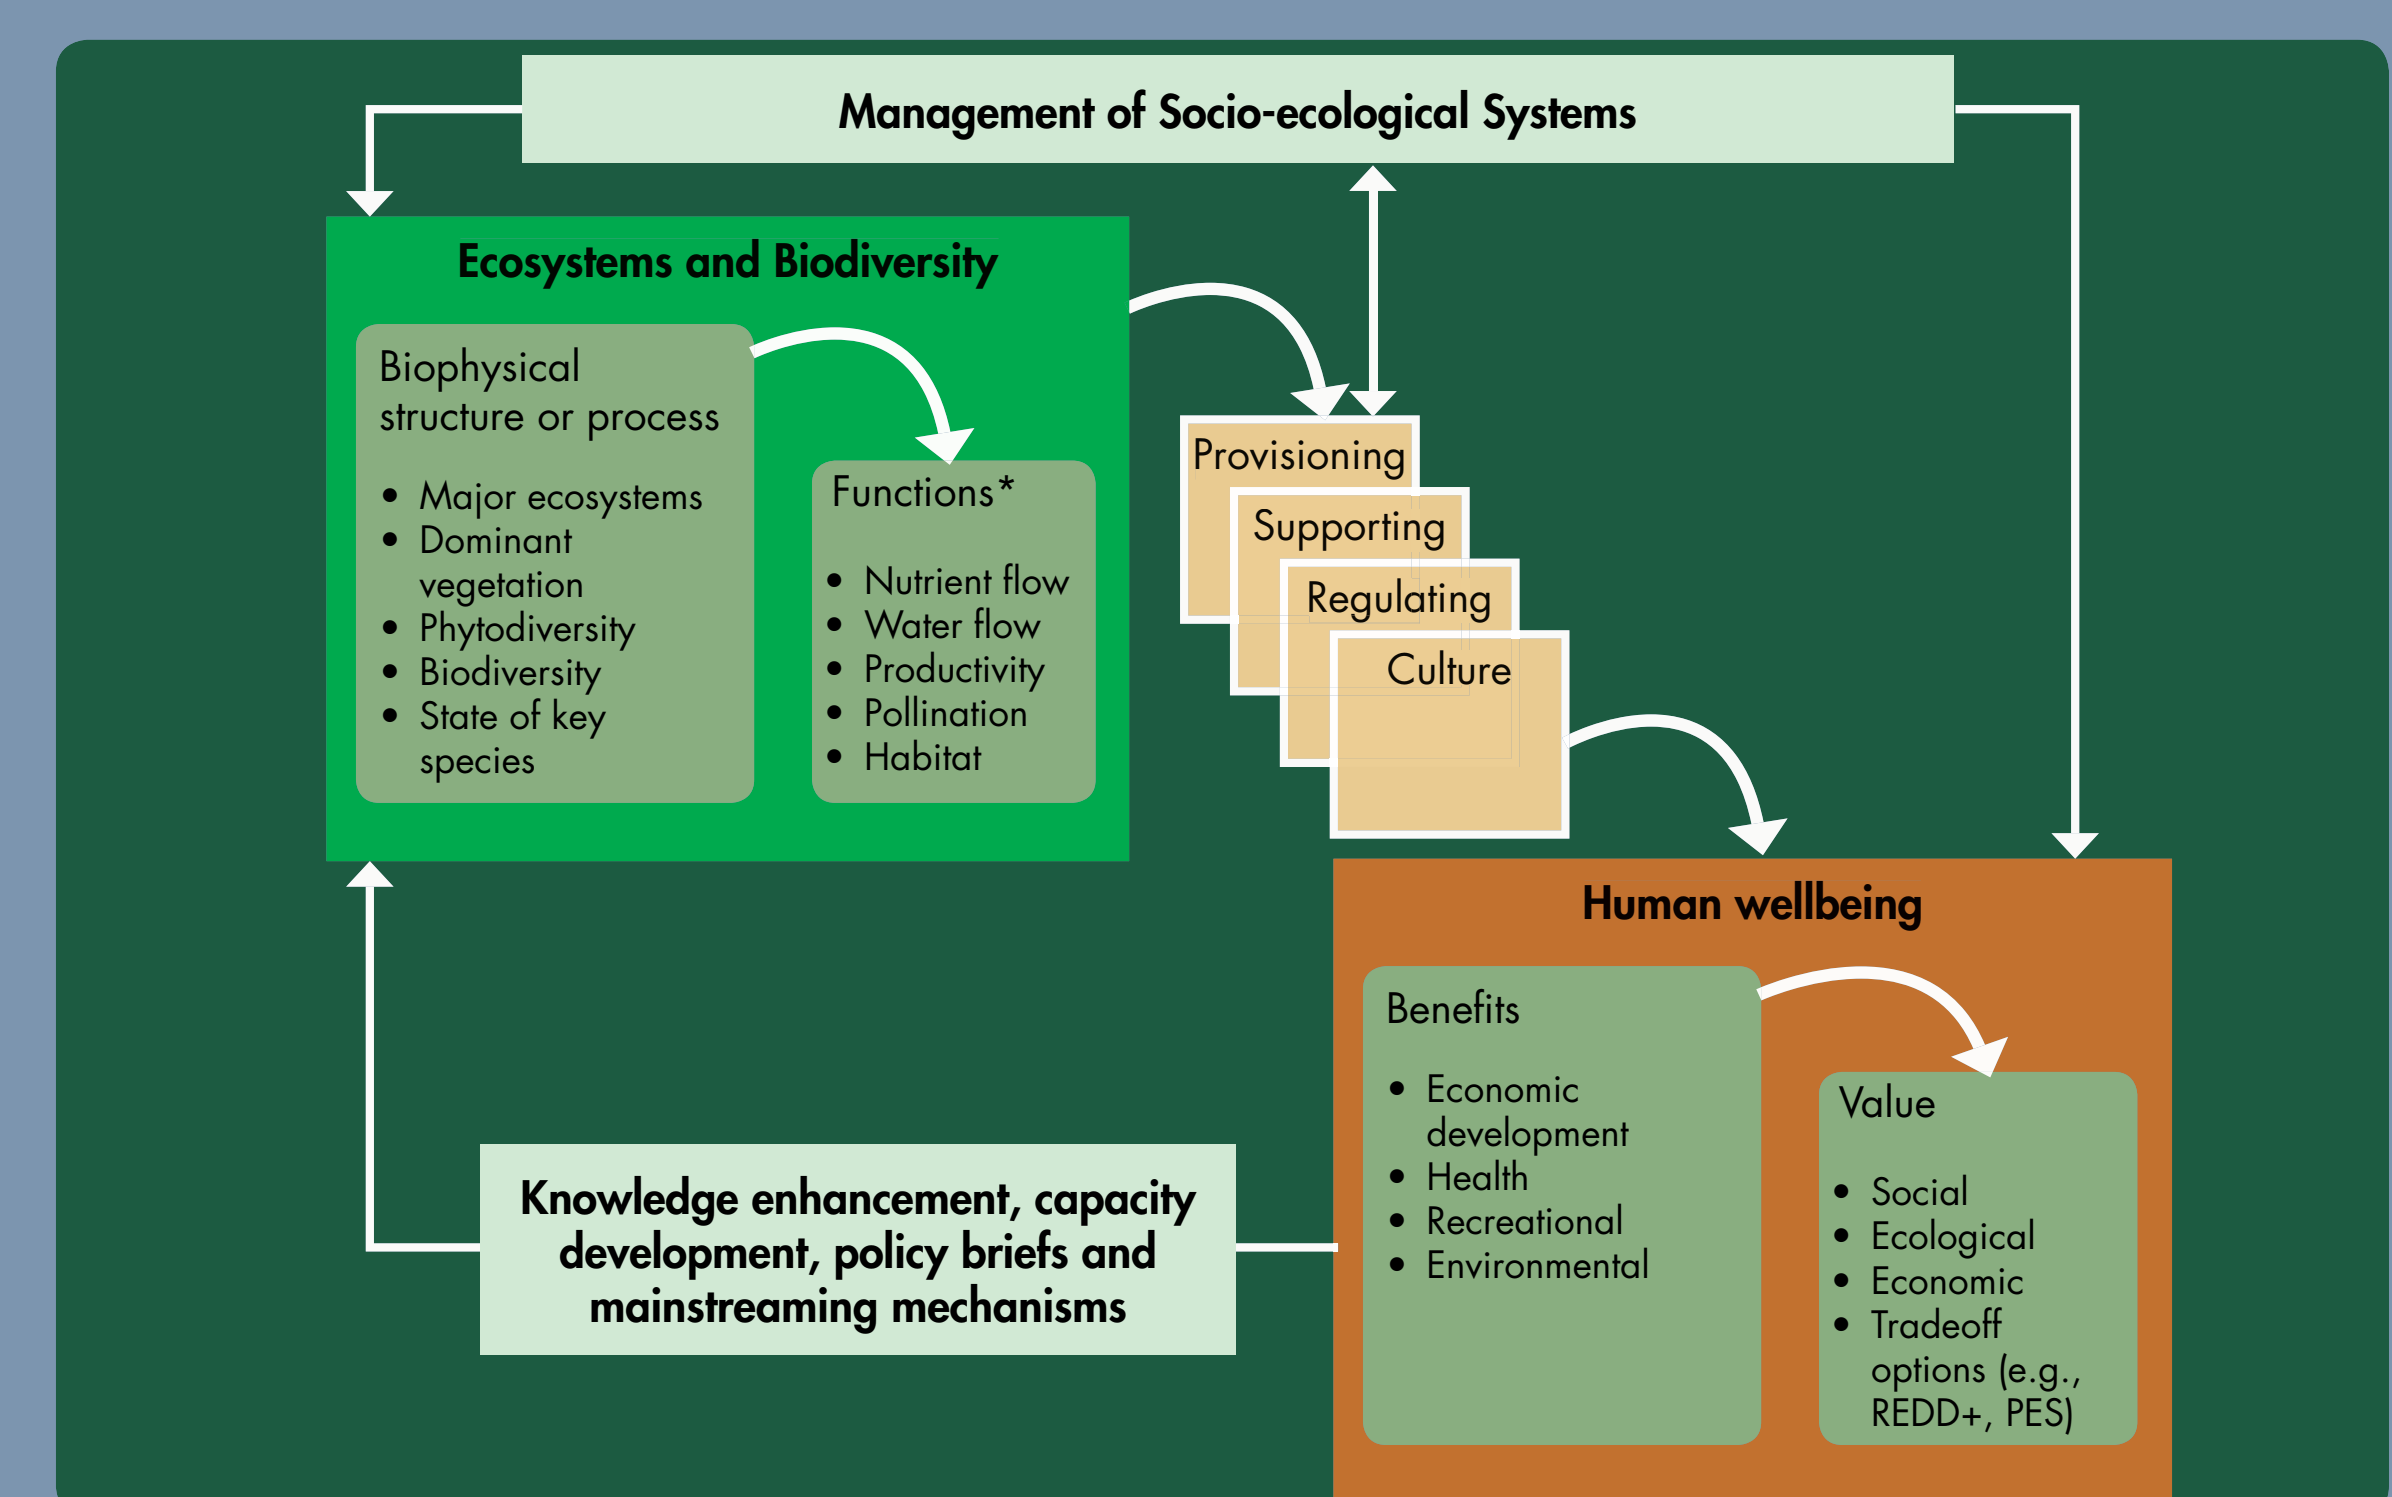 Management of Socio-ecological Systems
Ecosystems and Biodiversity
Biophysical
structure or process
• Major ecosystems
• Dominant
vegetation
• Phytodiversity
• Biodiversity
• State of key
species
Functions*
• Nutrient flow
• Water flow
• Productivity
• Pollination
• Habitat
Provisioning
Supporting
Regulating
Culture
Human wellbeing
Benefits
• Economic
development
• Health
• Recreational
• Environmental
Value
• Social
• Ecological
• Economic
• Tradeoff
options (e.g.,
REDD+, PES)
Knowledge enhancement, capacity
development, policy briefs and
mainstreaming mechanisms